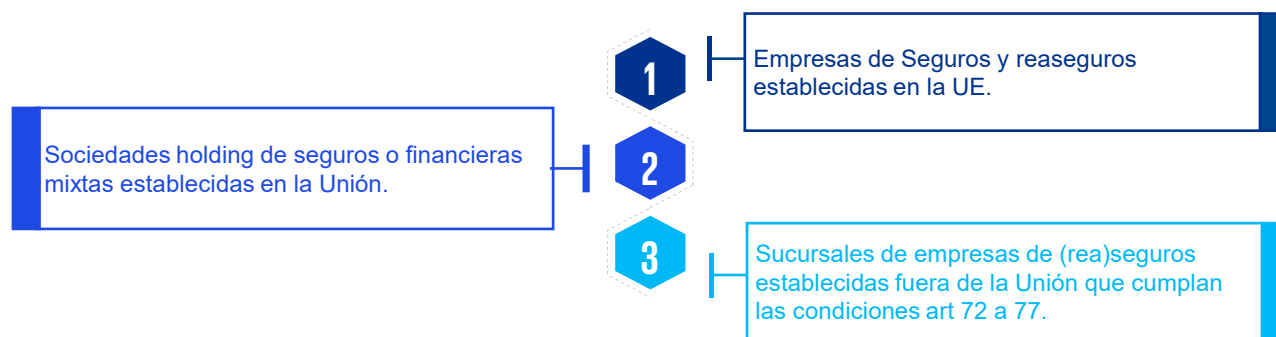 1
Empresas de Seguros y reaseguros
establecidas en la UE.
Sociedades holding de seguros o financieras
mixtas establecidas en la Unión.
2
3
Sucursales de empresas de (rea)seguros
establecidas fuera de la Unión que cumplan
las condiciones art 72 a 77.